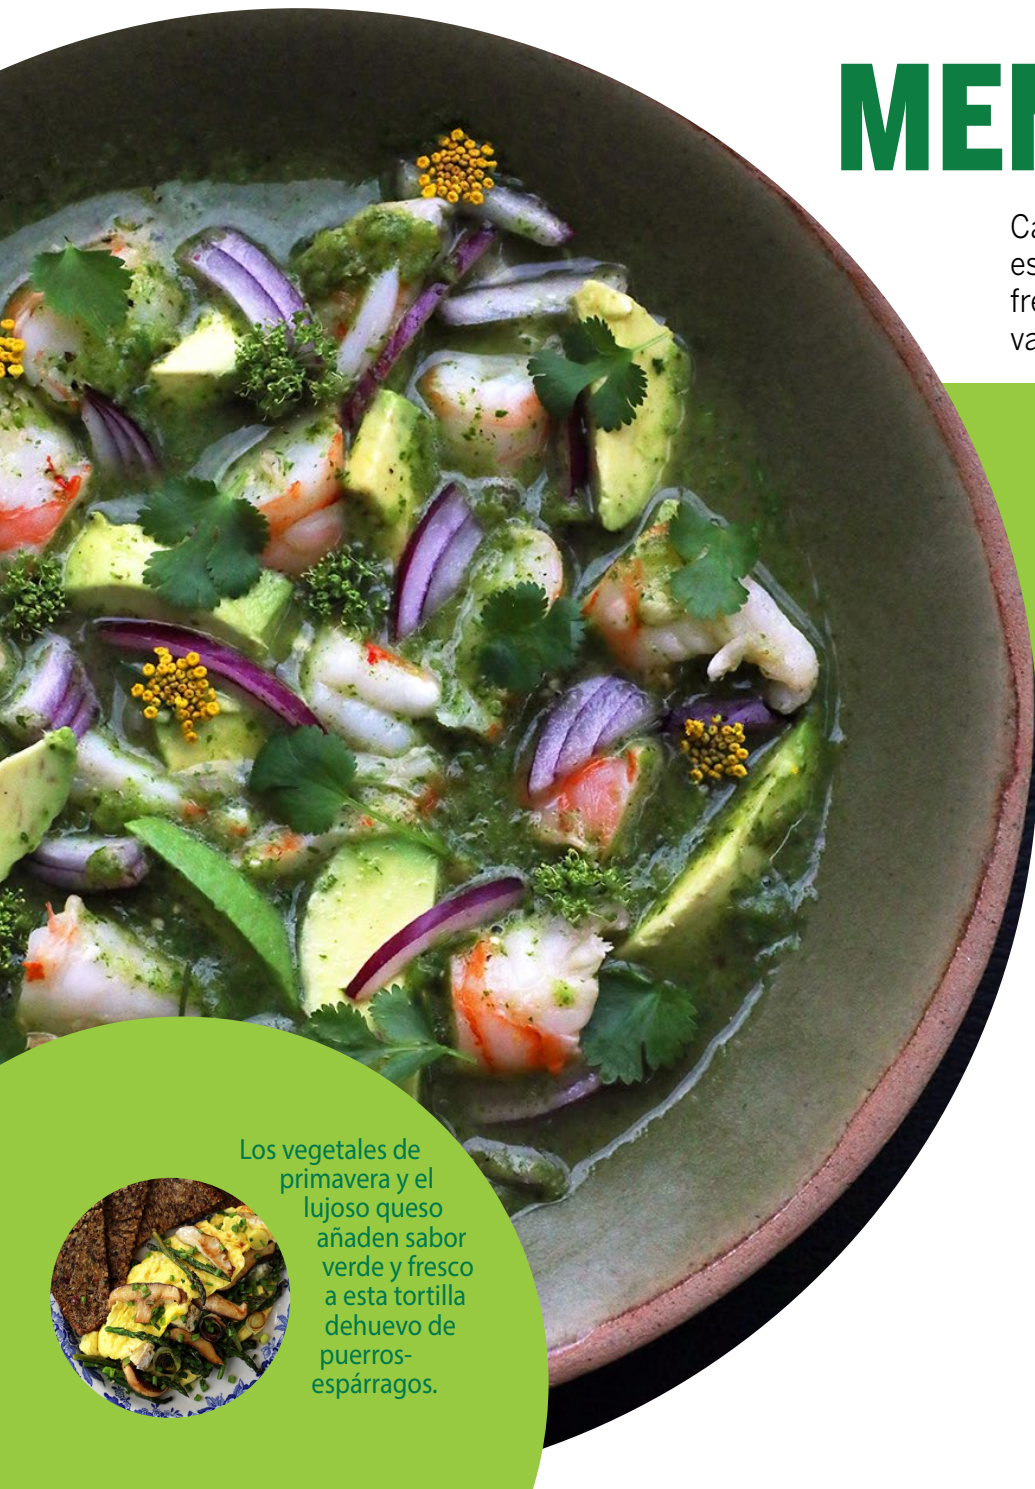 Los vegetales de
primavera y el
lujoso queso
añaden sabor
verde y fresco
a esta tortilla
dehuevo de
puerros-
espárragos.